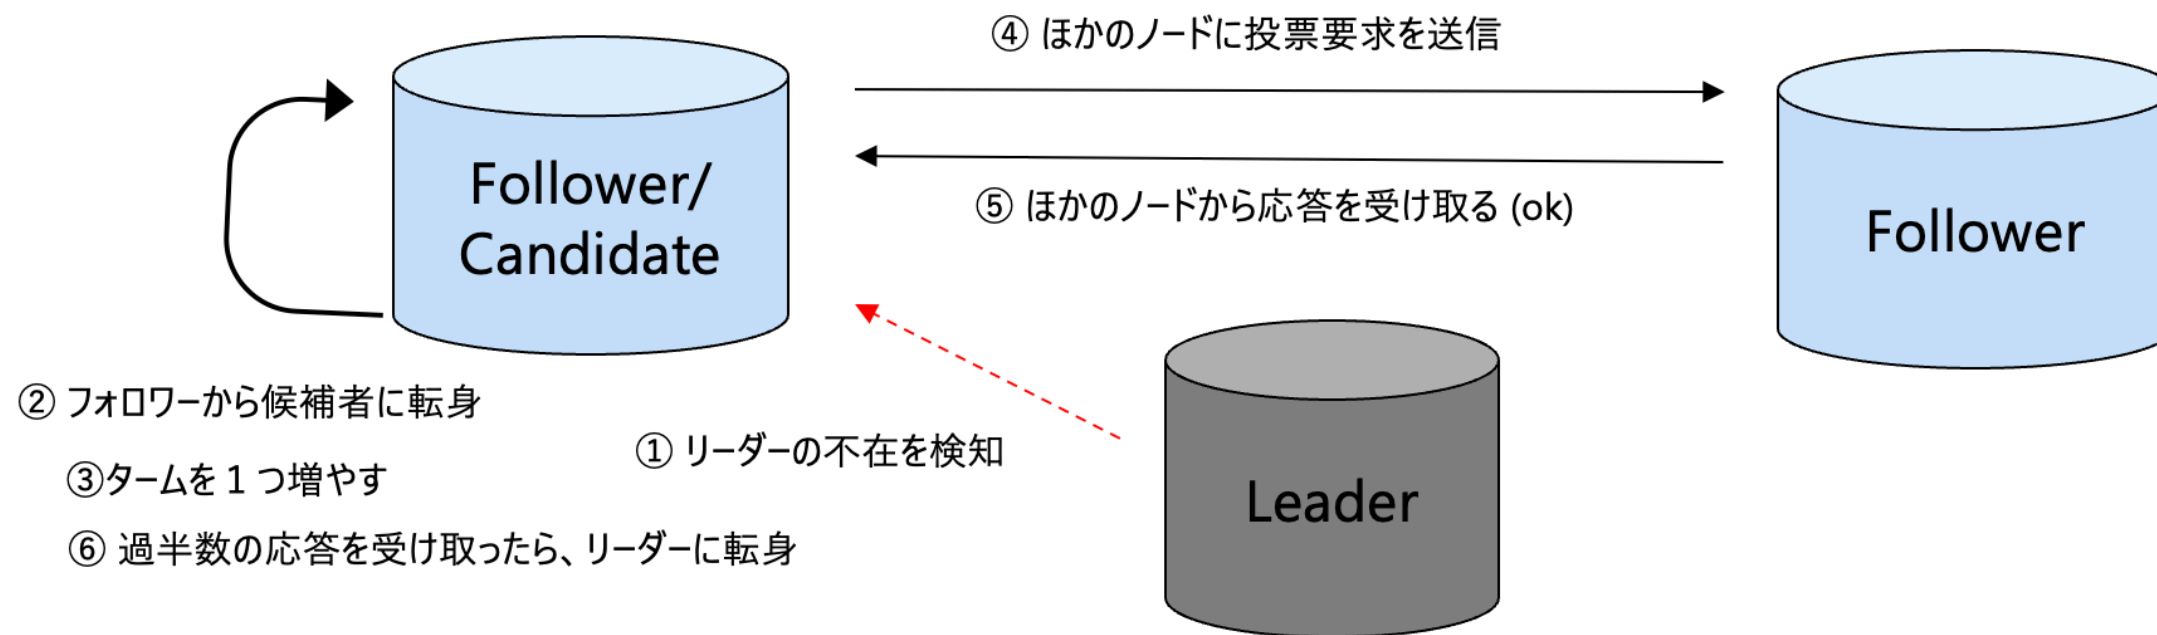 ④ ほかのノードに投票要求を送信
Follower/
Candidate
⑤ ほかのノードから応答を受け取る (ok)
Follower
② フォロワーから候補者に転身
① リーダーの不在を検知
③タームを1つ増やす
Leader
⑥ 過半数の応答を受け取ったら、リーダーに転身